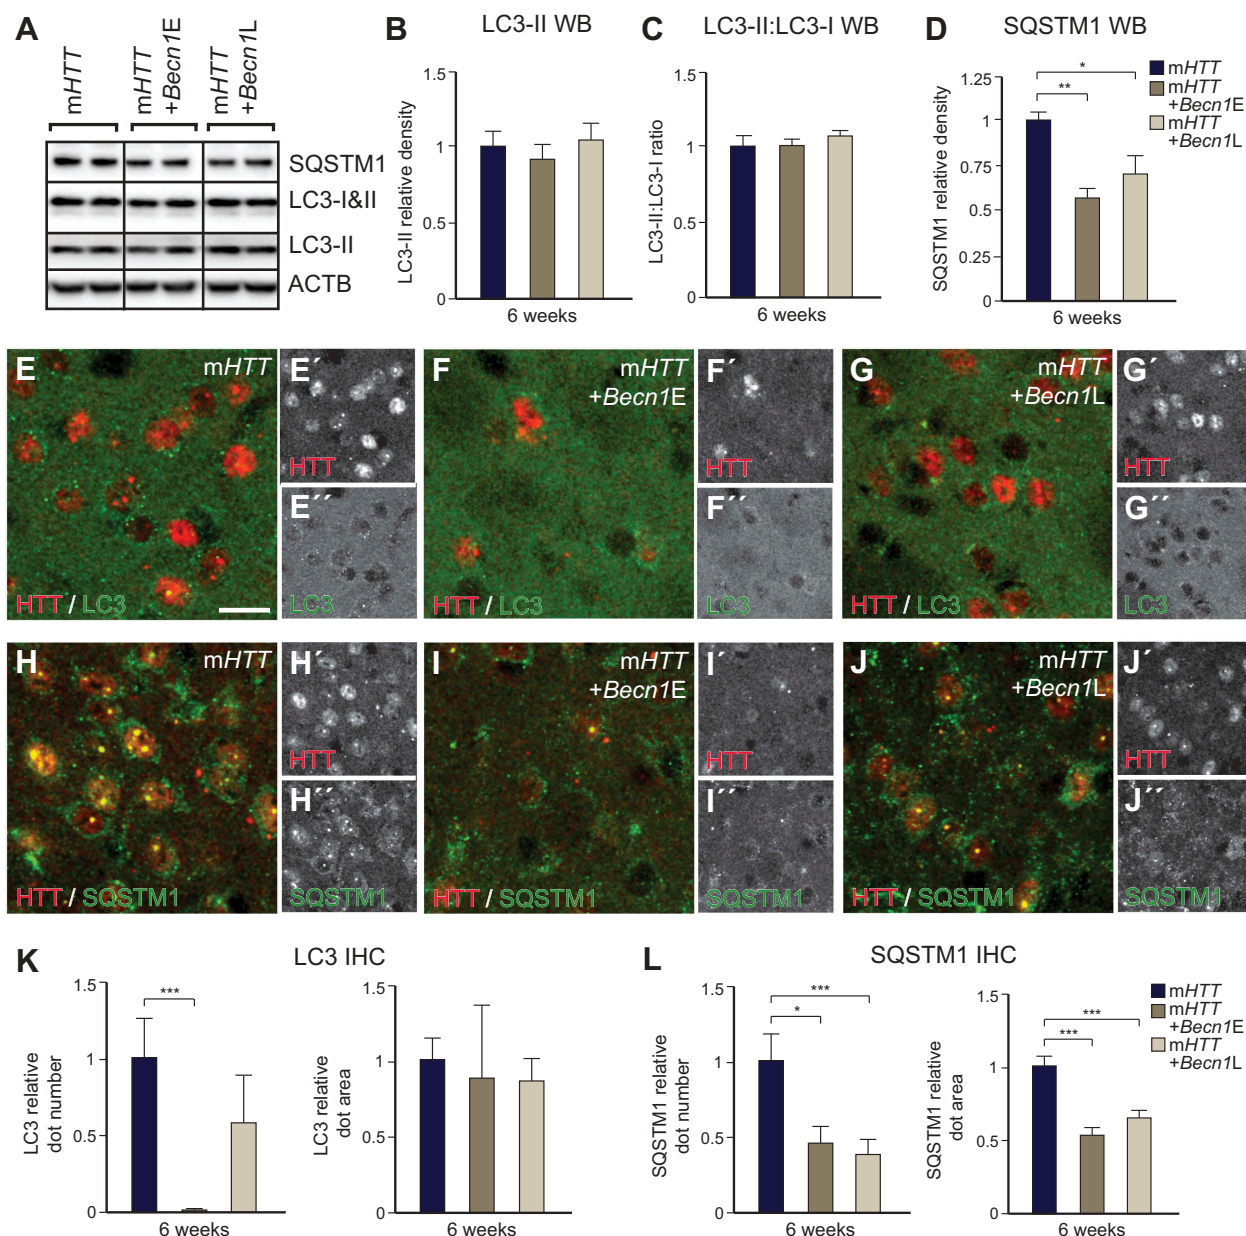 A
mHTT
mHTT
+Becn1E
mHTT
+Becn1L
SQSTM1
LC3-I&II
LC3-II
ACTB
B
LC3-II WB
LC3-II relative density
1.5
1
0.5
0
6 weeks
C
LC3-II:LC3-I WB
LC3-II:LC3-I ratio
1.5
1
0.5
0
6 weeks
D
SQSTM1 WB
SQSTM1 relative density
1.25
1
0.75
0.5
0.25
0
*
**
6 weeks
mHTT
mHTT
+Becn1E
mHTT
+Becn1L
E
mHTT
HTT / LC3
E´
HTT
E´´
LC3
F
mHTT
+Becn1E
HTT / LC3
F´
HTT
F´´
LC3
G
mHTT
+Becn1L
HTT / LC3
G´
HTT
G´´
LC3
H
mHTT
HTT / SQSTM1
H´
HTT
H´´
SQSTM1
I
mHTT
+Becn1E
HTT / SQSTM1
I´
HTT
I´´
SQSTM1
J
mHTT
+Becn1L
HTT / SQSTM1
J´
HTT
J´´
SQSTM1
K
LC3 IHC
LC3 relative
dot number
1.5
1
0.5
0
***
6 weeks
LC3 relative
dot area
1.5
1
0.5
0
6 weeks
L
SQSTM1 IHC
SQSTM1 relative
dot number
1.5
1
0.5
0
***
*
6 weeks
SQSTM1 relative
dot area
1.5
1
0.5
0
***
***
6 weeks
mHTT
mHTT
+Becn1E
mHTT
+Becn1L